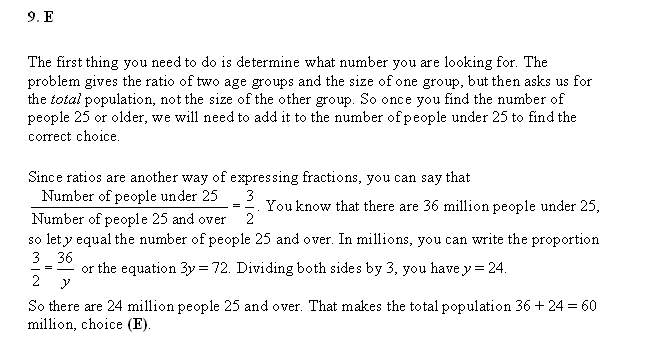 9. E
The first thing you need to do is determine what number you are looking for. The
problem gives the ratio of two age groups and the size of one group, but then asks us for
the total population, not the size of the other group. So once you find the number of
people 25 or older, we will need to add it to the number of people under 25 to find the
correct choice.
Since ratios are another way of expressing fractions, you can say that
Number of people under 25 / Number of people 25 and over = 3/2. You know that there are 36 million people under 25,
so let y equal the number of people 25 and over. In millions, you can write the proportion
3/2 = 36/y or the equation 3y = 72. Dividing both sides by 3, you have y = 24.
So there are 24 million people 25 and over. That makes the total population 36 + 24 = 60
million, choice (E).